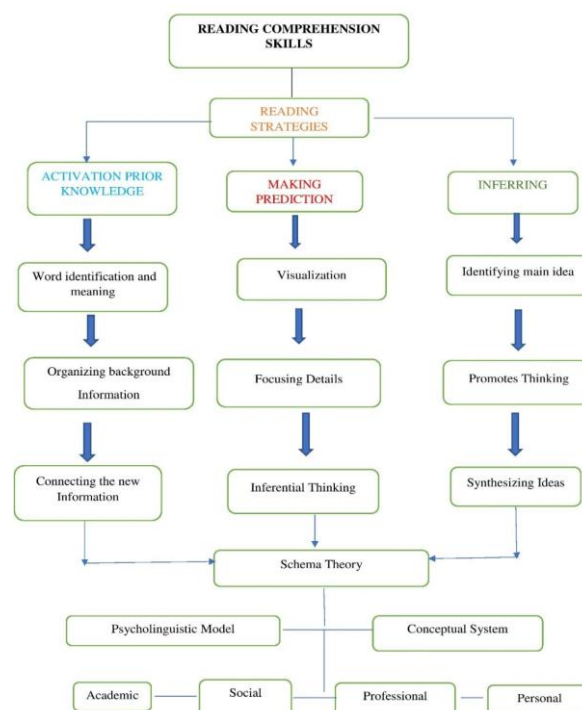 READING COMPREHENSION
SKILLS
READING
STRATEGIES
ACTIVATION PRIOR
KNOWLEDGE
MAKING
PREDICTION
INFERRING
Word identification and
meaning
Visualization
Identifying main idea
Organizing background
Information
Focusing Details
Promotes Thinking
Connecting the new
Information
Inferential Thinking
Synthesizing Ideas
Schema Theory
Psycholinguistic Model
Conceptual System
Academic
Social
Professional
Personal